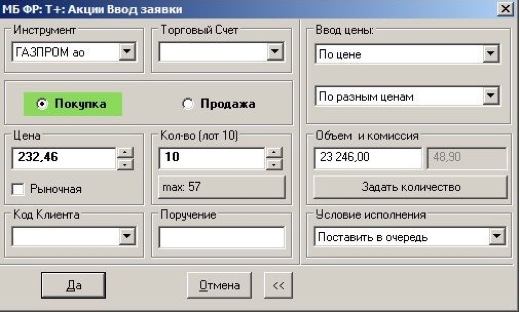 МБ ФР: Т+: Акции Ввод заявки
Инструмент
ГАЗПРОМ ао
Торговый Счет
Ввод цены:
По цене
По разным ценам
Покупка
Продажа
Цена
232,46
Рыночная
Кол-во (лот 10)
10
max: 57
Объем и комиссия
23 246,00
48,90
Задать количество
Код Клиента
Поручение
Условие исполнения
Поставить в очередь
Да
Отмена
<<